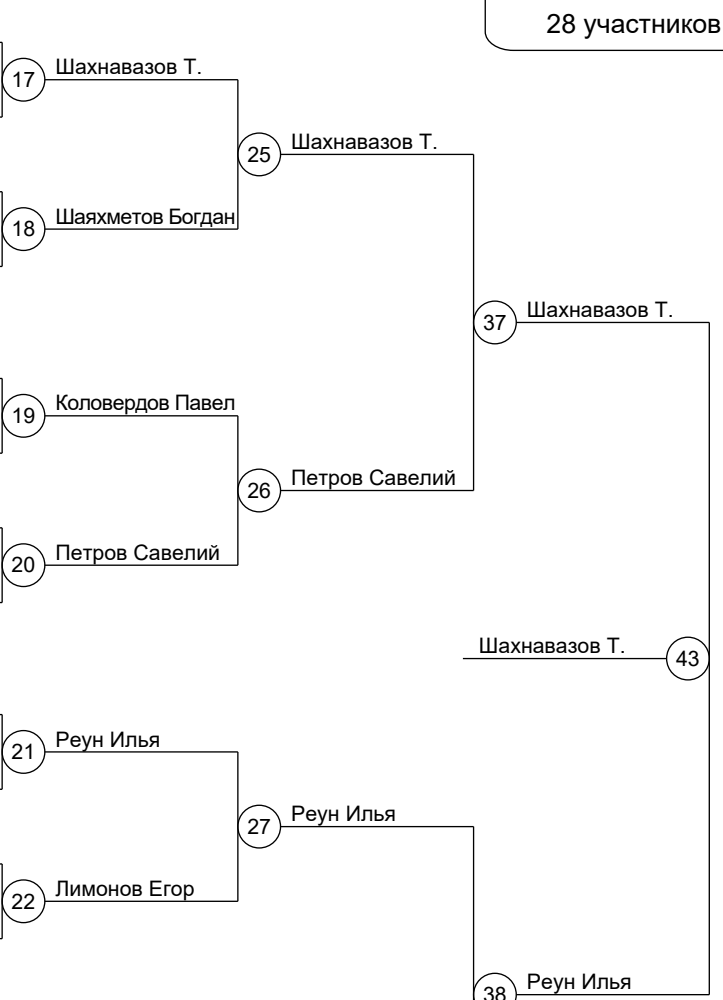 28 участников
17 Шахнавазов Т.
25 Шахнавазов Т.
18 Шаяхметов Богдан
37 Шахнавазов Т.
19 Коловердов Павел
26 Петров Савелий
20 Петров Савелий
Шахнавазов Т. 43
21 Реун Илья
27 Реун Илья
22 Лимонов Егор
38 Реун Илья